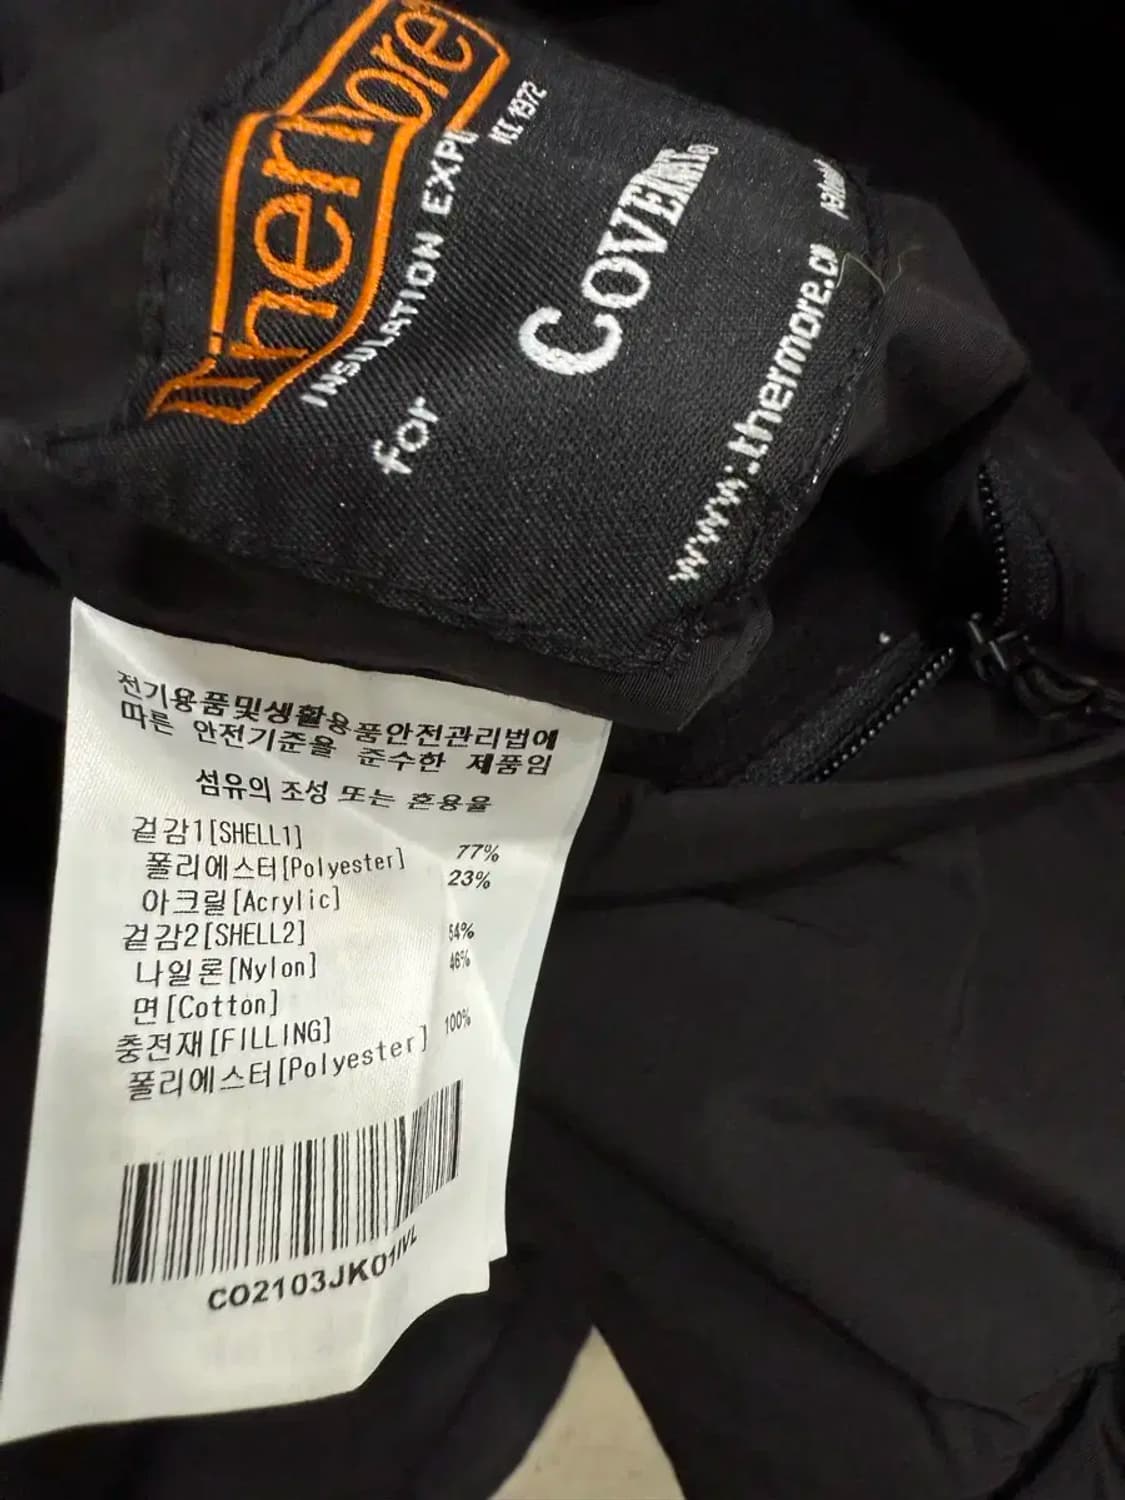 Thermore
INSULATION EXPE
ICE 1972
for
COVERNAT®
www.thermore.co
전기용품및생활용품안전관리법에
따른 안전기준을 준수한 제품임
섬유의 조성 또는 혼용율
겉감1[SHELL1]
폴리에스터[Polyester] 77%
아크릴[Acrylic] 23%
겉감2[SHELL2]
나일론[Nylon] 54%
면[Cotton] 46%
충전재[FILLING]
폴리에스터[Polyester] 100%
CO2103JK01IVL